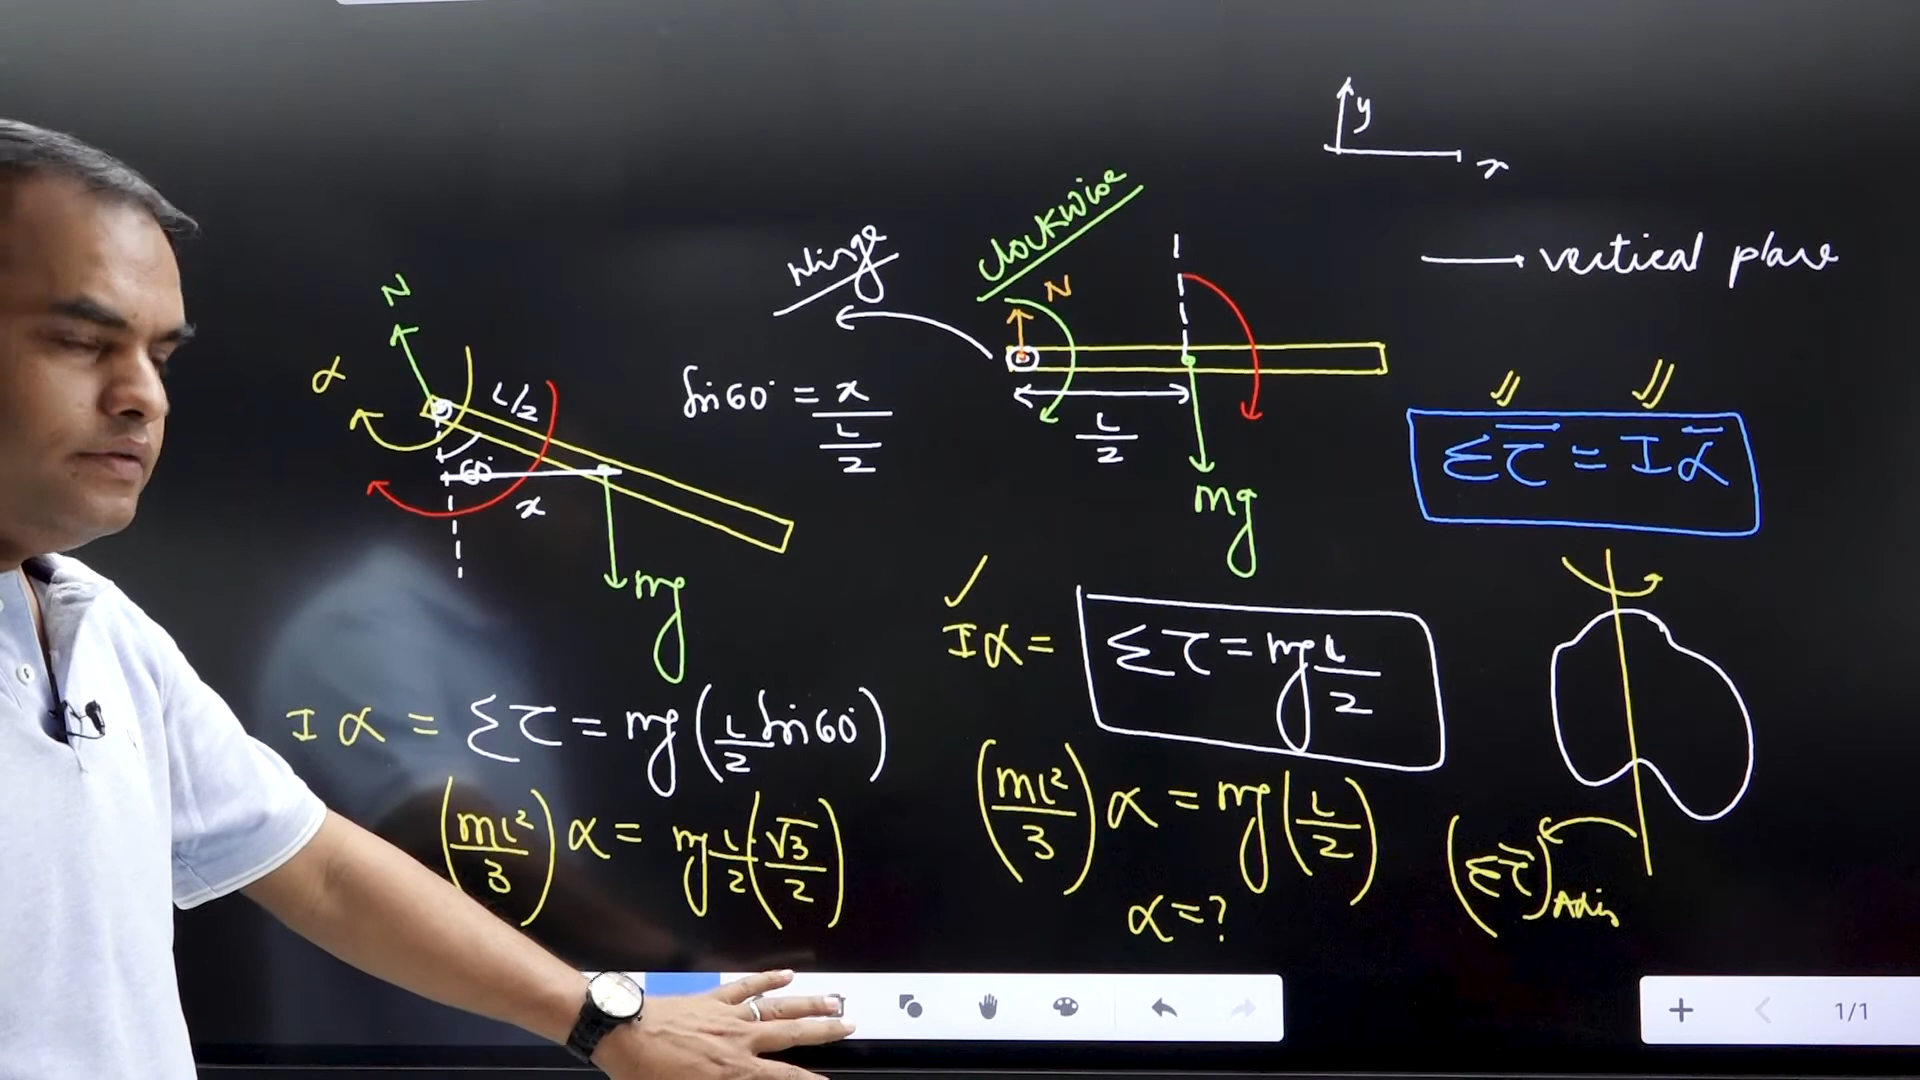 y
x
Clockwise
Hinge
→ vertical plane
N
N
α
L/2
60°
x
sin60° = x / (L/2)
L/2
mg
mg
Στ = Iα
Iα = Στ = mg L/2
Iα = Στ = mg (L/2 sin60°)
(mL²/3) α = mg L/2 (√3/2)
(mL²/3) α = mg (L/2)
α = ?
(Στ) Axis
1/1